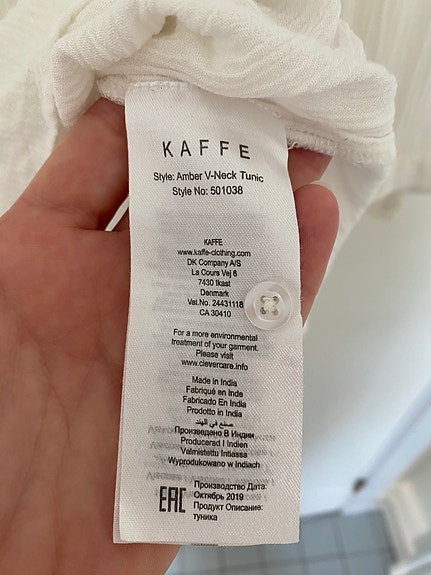 KAFFE
Style: Amber V-Neck Tunic
Style No: 501038
KAFFE
www.kaffe-clothing.com
DK Company A/S
La Cours Vej 6
7430 Ikast
Denmark
Vat.No. 24431118
CA 30410
For a more environmental
treatment of your garment.
Please visit
www.clevercare.info
Made in India
Fabriqué en Inde
Fabricado En India
Prodotto in India
صنع في الهند
Произведено В Индии
Producerad I Indien
Valmistettu Intiassa
Wyprodukowano w Indiach
EAC
Производство Дата:
Октябрь 2019
Продукт Описание:
туника